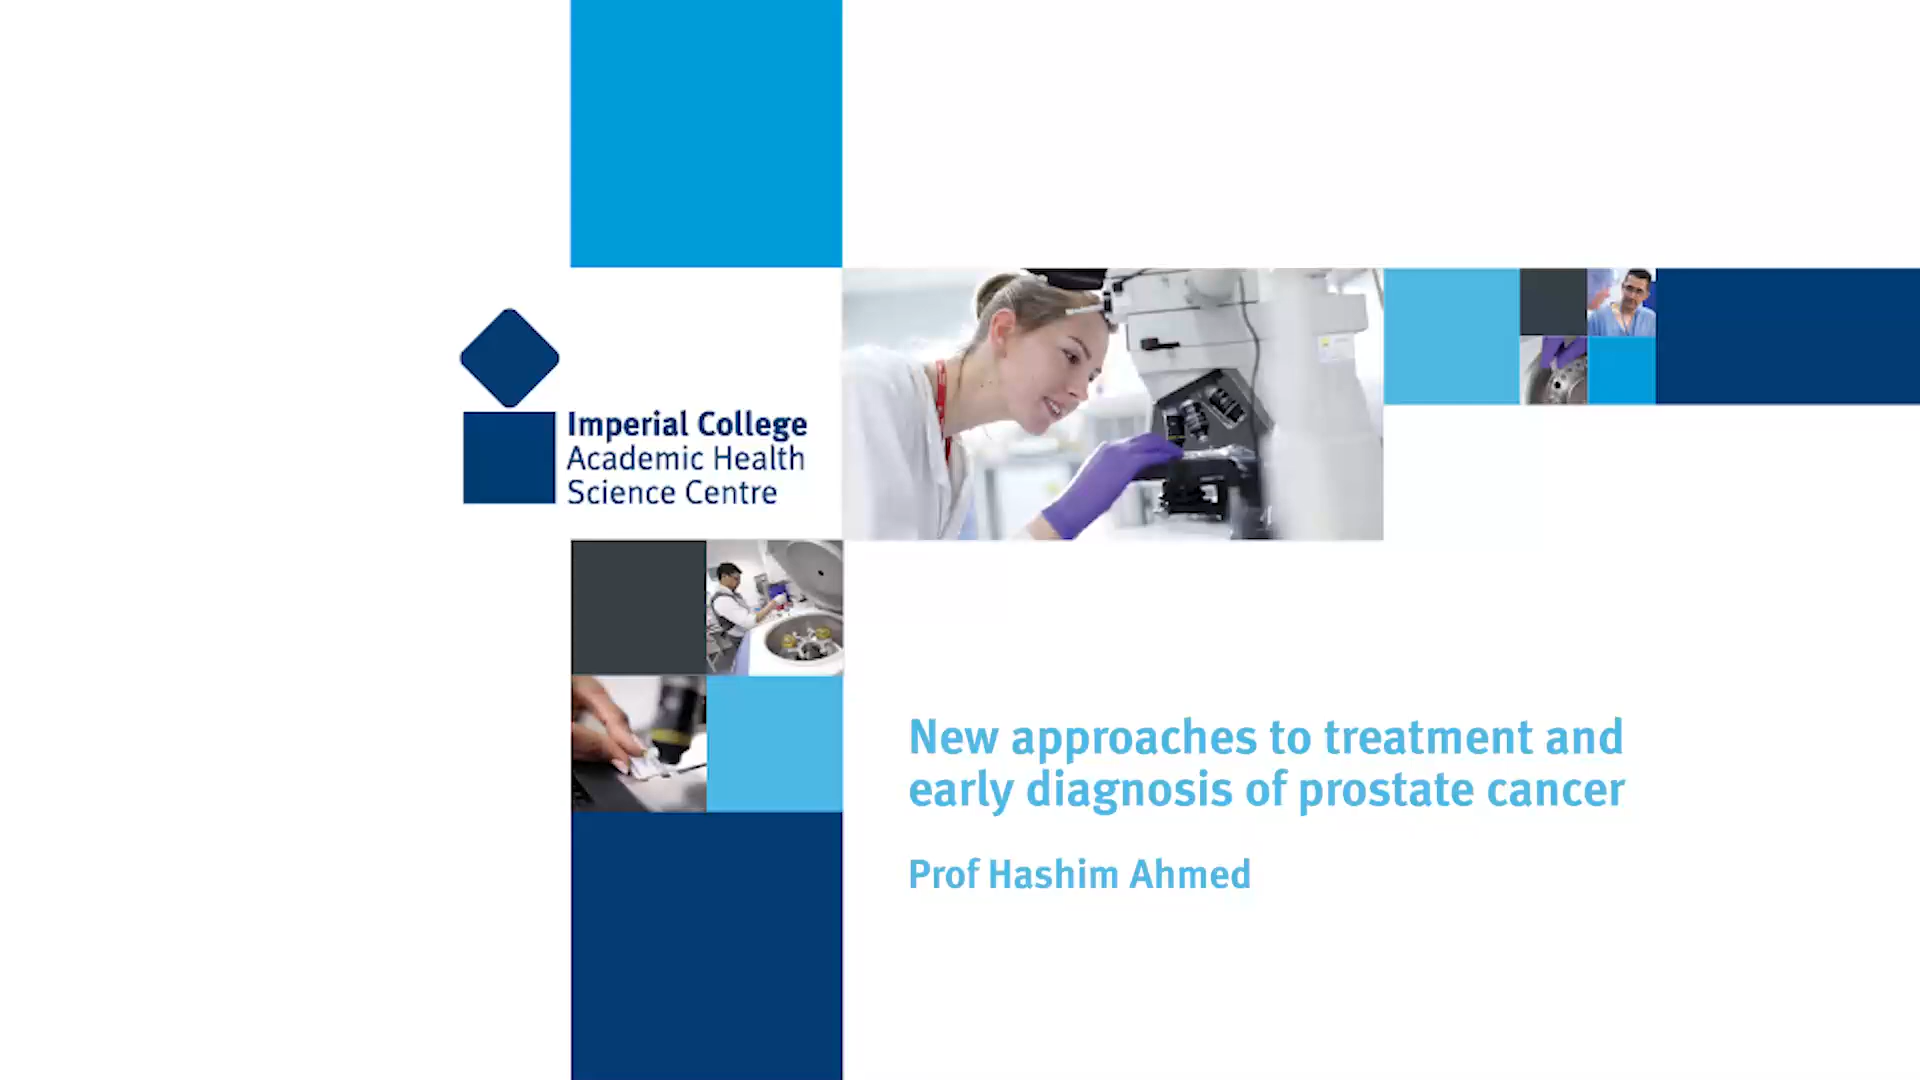 Imperial College
Academic Health
Science Centre
New approaches to treatment and
early diagnosis of prostate cancer
Prof Hashim Ahmed